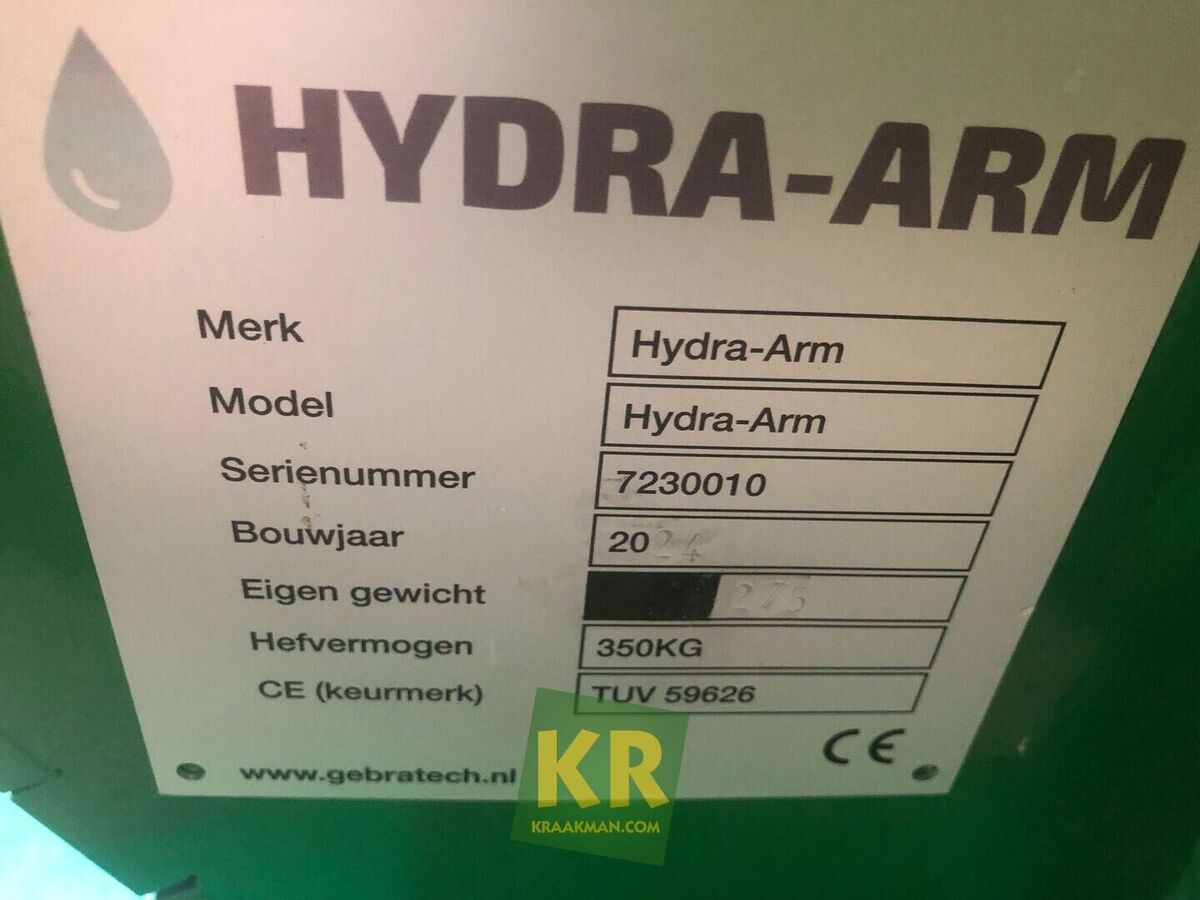 HYDRA-ARM
Merk Hydra-Arm
Model Hydra-Arm
Serienummer 7230010
Bouwjaar 2024
Eigen gewicht 275
Hefvermogen 350KG
CE (keurmerk) TUV 59626
CE
www.gebratech.nl
KR
KRAAKMAN.COM